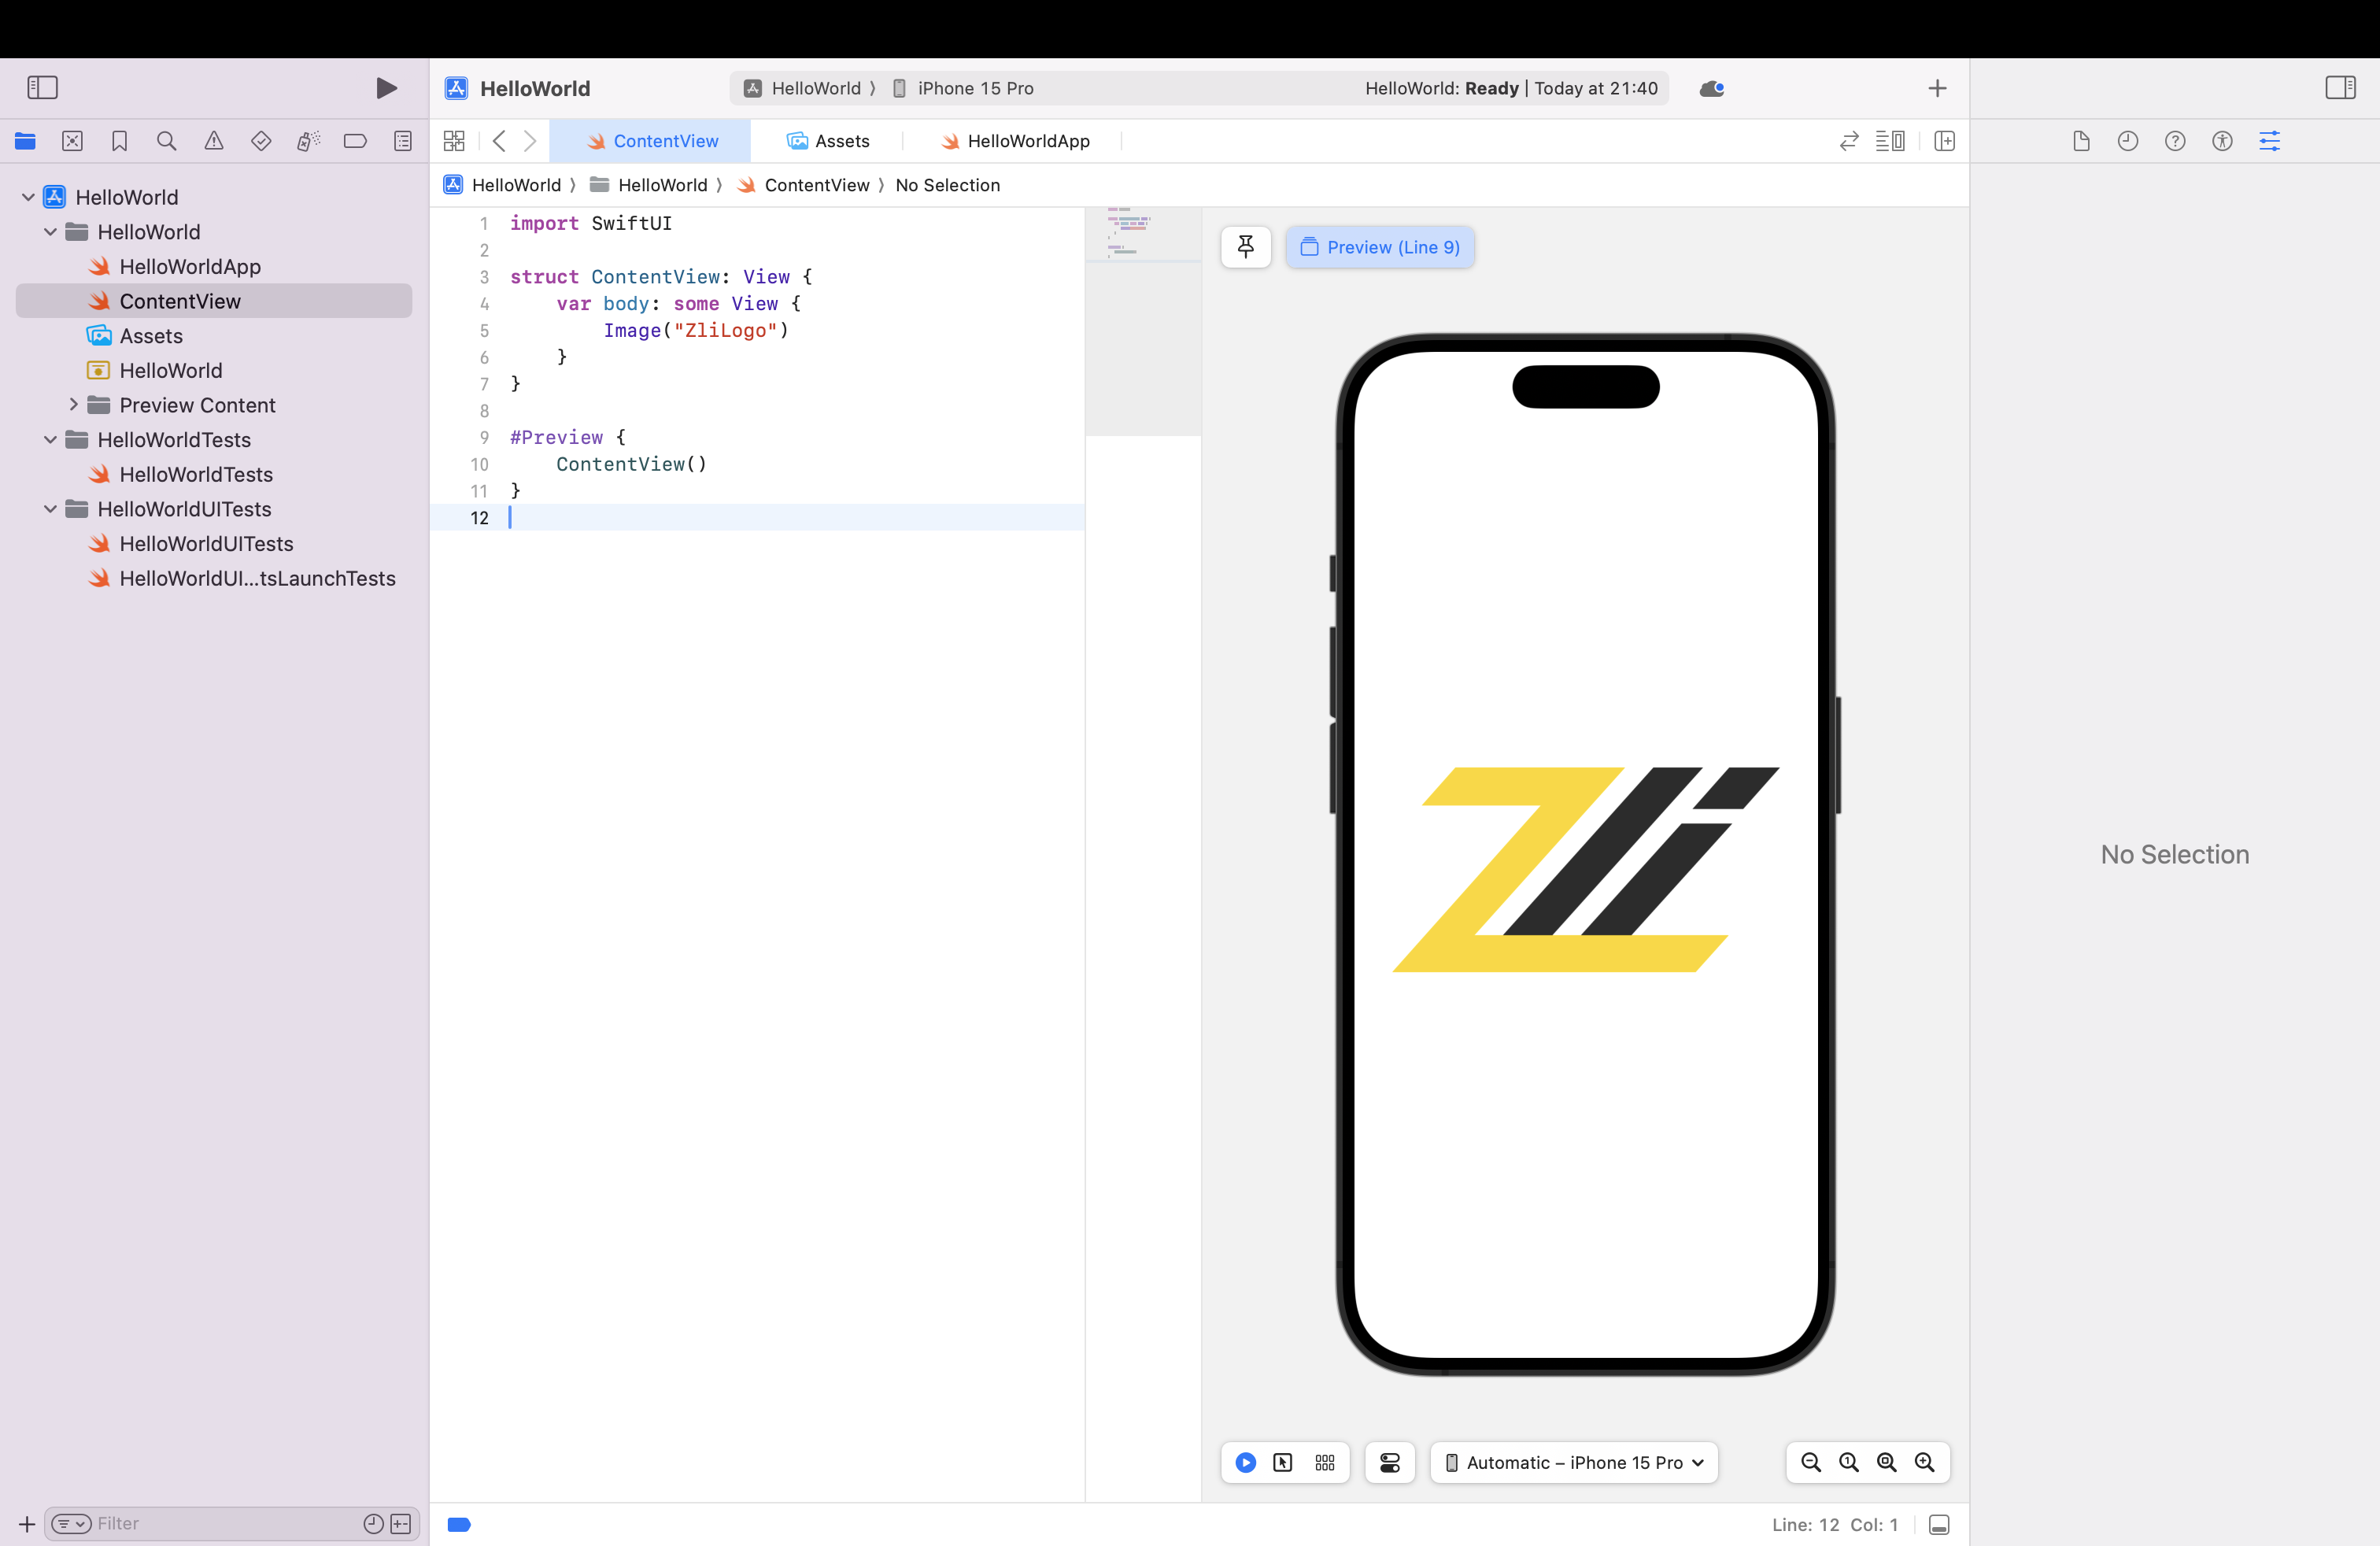 HelloWorld
HelloWorld
HelloWorldApp
ContentView
Assets
HelloWorld
Preview Content
HelloWorldTests
HelloWorldTests
HelloWorldUITests
HelloWorldUITests
HelloWorldUI...tsLaunchTests
Filter
HelloWorld
HelloWorld 〉 iPhone 15 Pro
HelloWorld: Ready | Today at 21:40
ContentView
Assets
HelloWorldApp
HelloWorld 〉 HelloWorld 〉 ContentView 〉 No Selection
1 import SwiftUI
2
3 struct ContentView: View {
4 var body: some View {
5 Image("ZliLogo")
6 }
7 }
8
9 #Preview {
10 ContentView()
11 }
12
Preview (Line 9)
Zli
Automatic – iPhone 15 Pro
Line: 12 Col: 1
No Selection